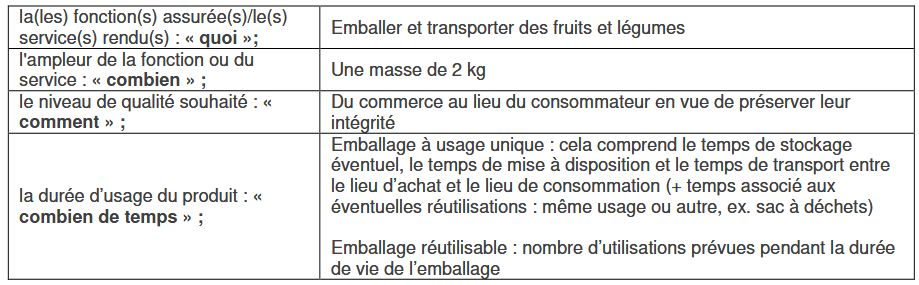 la(les) fonction(s) assurée(s)/le(s)
service(s) rendu(s) : « quoi »;
Emballer et transporter des fruits et légumes
l'ampleur de la fonction ou du
service : « combien » ;
Une masse de 2 kg
le niveau de qualité souhaité : «
comment » ;
Du commerce au lieu du consommateur en vue de préserver leur
intégrité
la durée d'usage du produit : «
combien de temps » ;
Emballage à usage unique : cela comprend le temps de stockage
éventuel, le temps de mise à disposition et le temps de transport entre
le lieu d'achat et le lieu de consommation (+ temps associé aux
éventuelles réutilisations : même usage ou autre, ex. sac à déchets)
Emballage réutilisable : nombre d'utilisations prévues pendant la durée
de vie de l'emballage